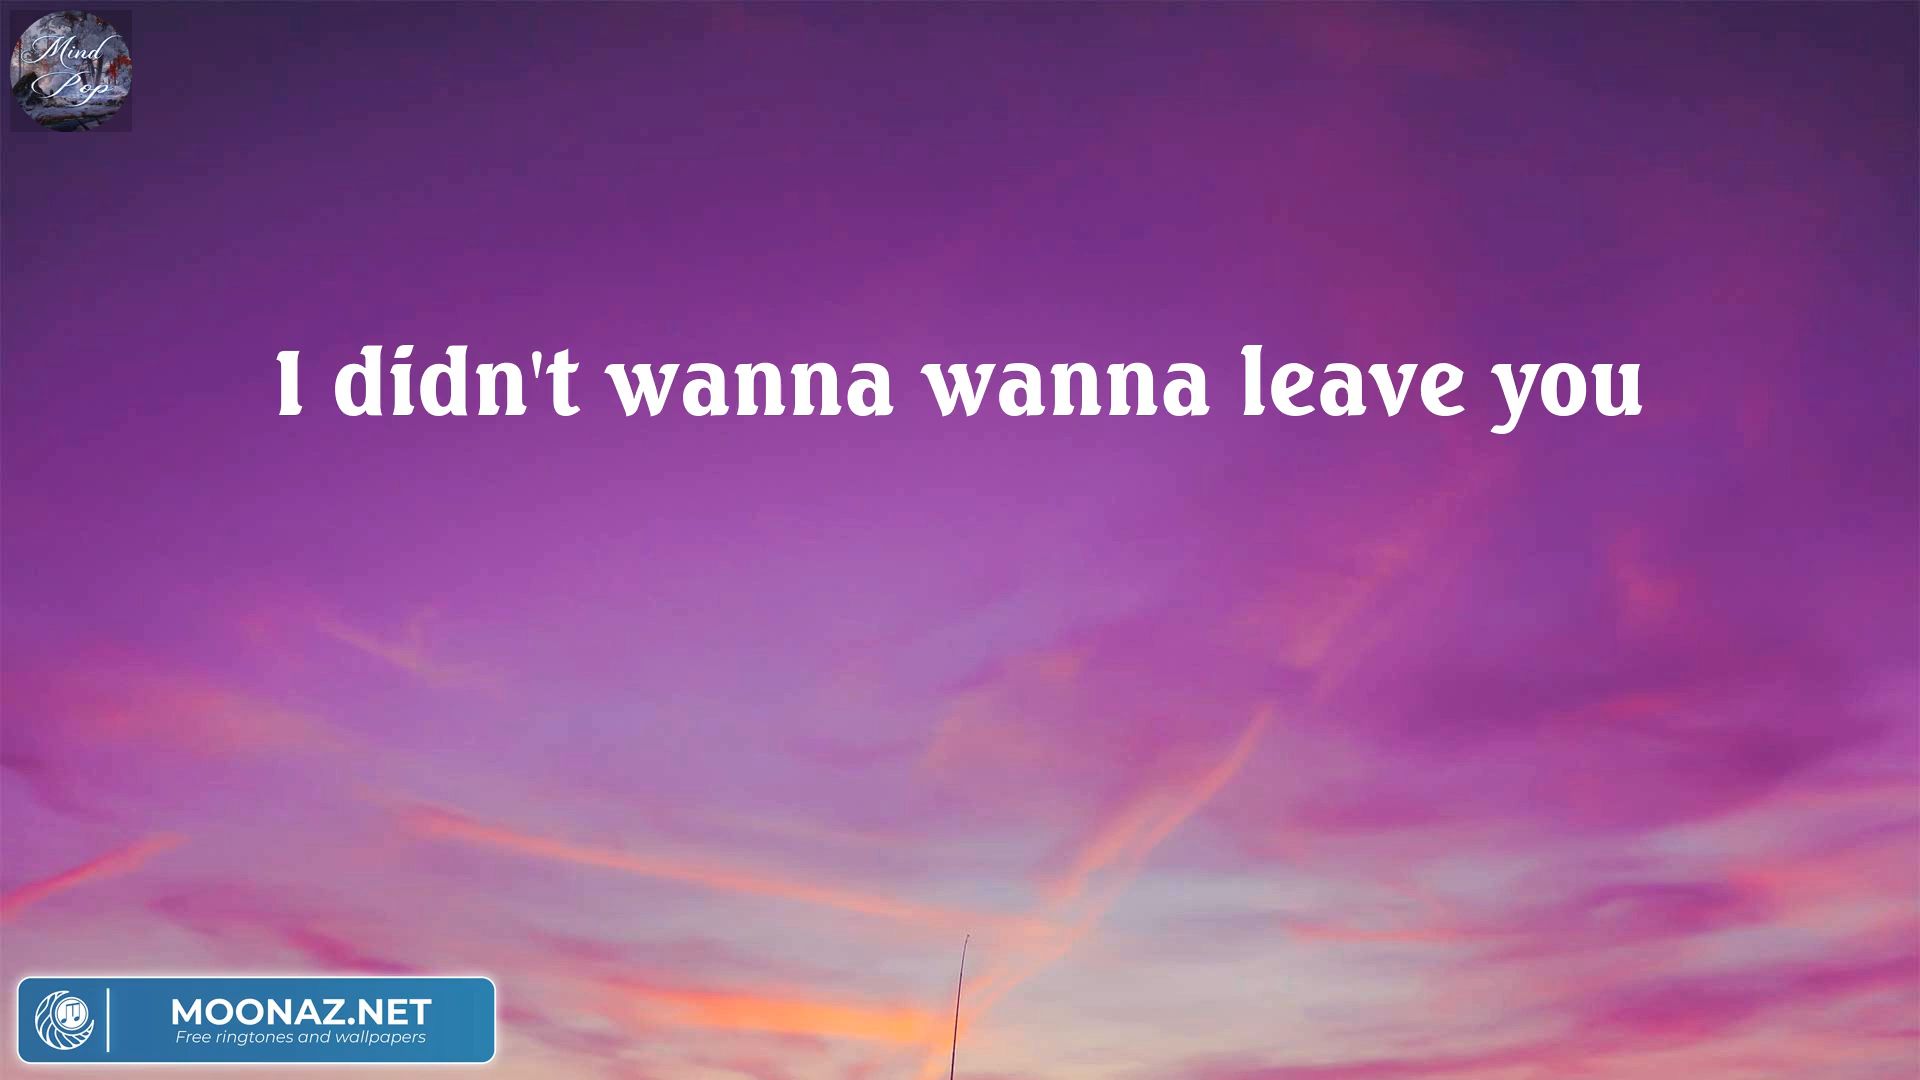 Mind
Pop
I didn't wanna wanna leave you
MOONAZ.NET
Free ringtones and wallpapers